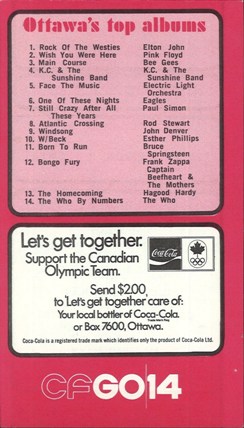 Ottawa's top albums
1. Rock Of The Westies Elton John
2. Wish You Were Here Pink Floyd
3. Main Course Bee Gees
4. K.C. & The K.C. & The
Sunshine Band Sunshine Band
5. Face The Music Electric Light
Orchestra
6. One Of These Nights Eagles
7. Still Crazy After All Paul Simon
These Years
8. Atlantic Crossing Rod Stewart
9. Windsong John Denver
10. W/Beck Esther Phillips
11. Born To Run Bruce
Springsteen
12. Bongo Fury Frank Zappa
Captain
Beefheart &
The Mothers
13. The Homecoming Hagood Hardy
14. The Who By Numbers The Who
Let's get together.
Support the Canadian
Olympic Team.
Coca-Cola
Send $2.00
to 'Let's get together' care of:
Your local bottler of Coca-Cola.
Trade Mark Reg.
or Box 7600, Ottawa.
Coca-Cola is a registered trade mark which identifies only the product of Coca-Cola Ltd.
CFGO|14